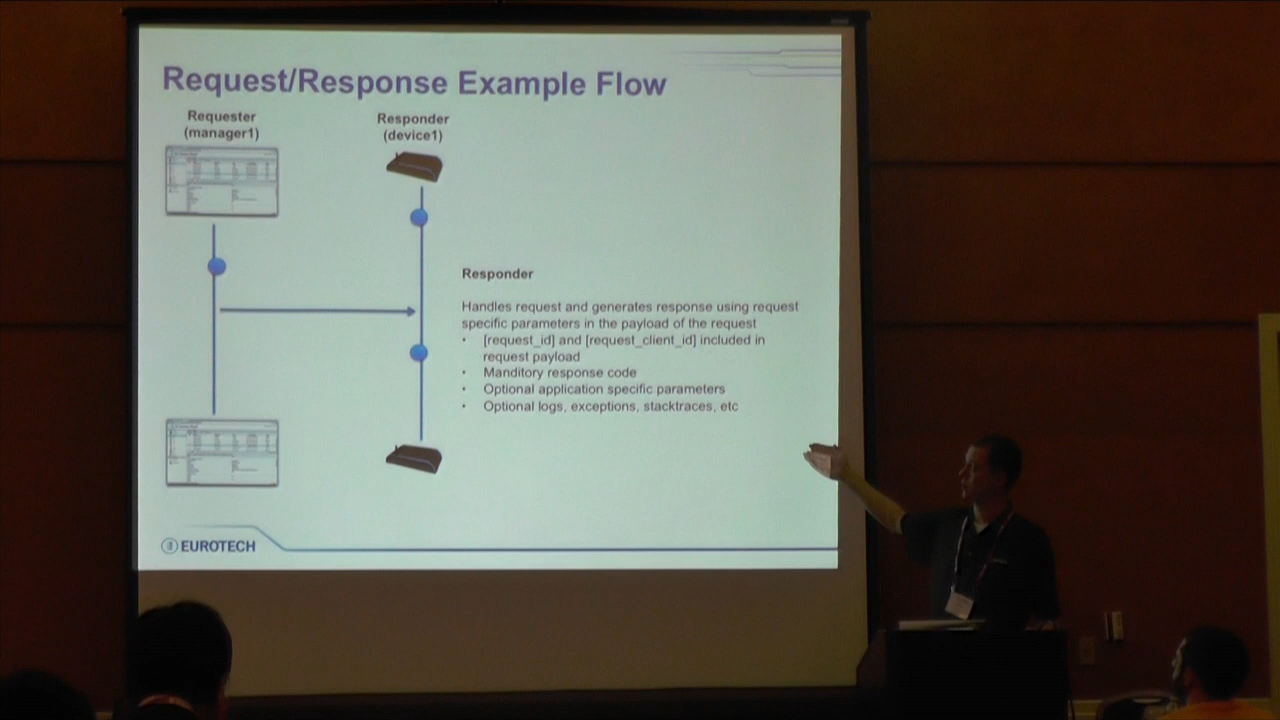 Request/Response Example Flow
Requester
(manager1)
Responder
(device1)
Responder
Handles request and generates response using request
specific parameters in the payload of the request
• [request_id] and [request_client_id] included in
request payload
• Manditory response code
• Optional application specific parameters
• Optional logs, exceptions, stacktraces, etc
EUROTECH